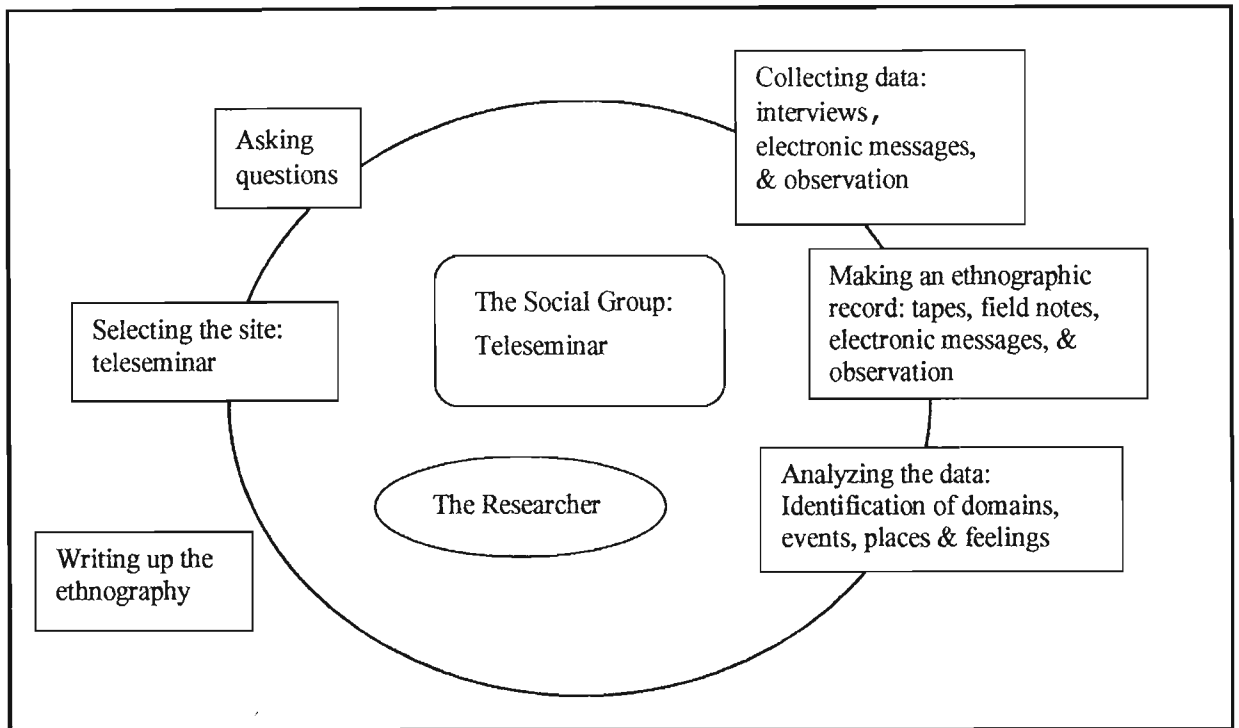 Asking
questions
Collecting data:
interviews,
electronic messages,
& observation
Selecting the site:
teleseminar
The Social Group:
Teleseminar
Making an ethnographic
record: tapes, field notes,
electronic messages, &
observation
The Researcher
Analyzing the data:
Identification of domains,
events, places & feelings
Writing up the
ethnography